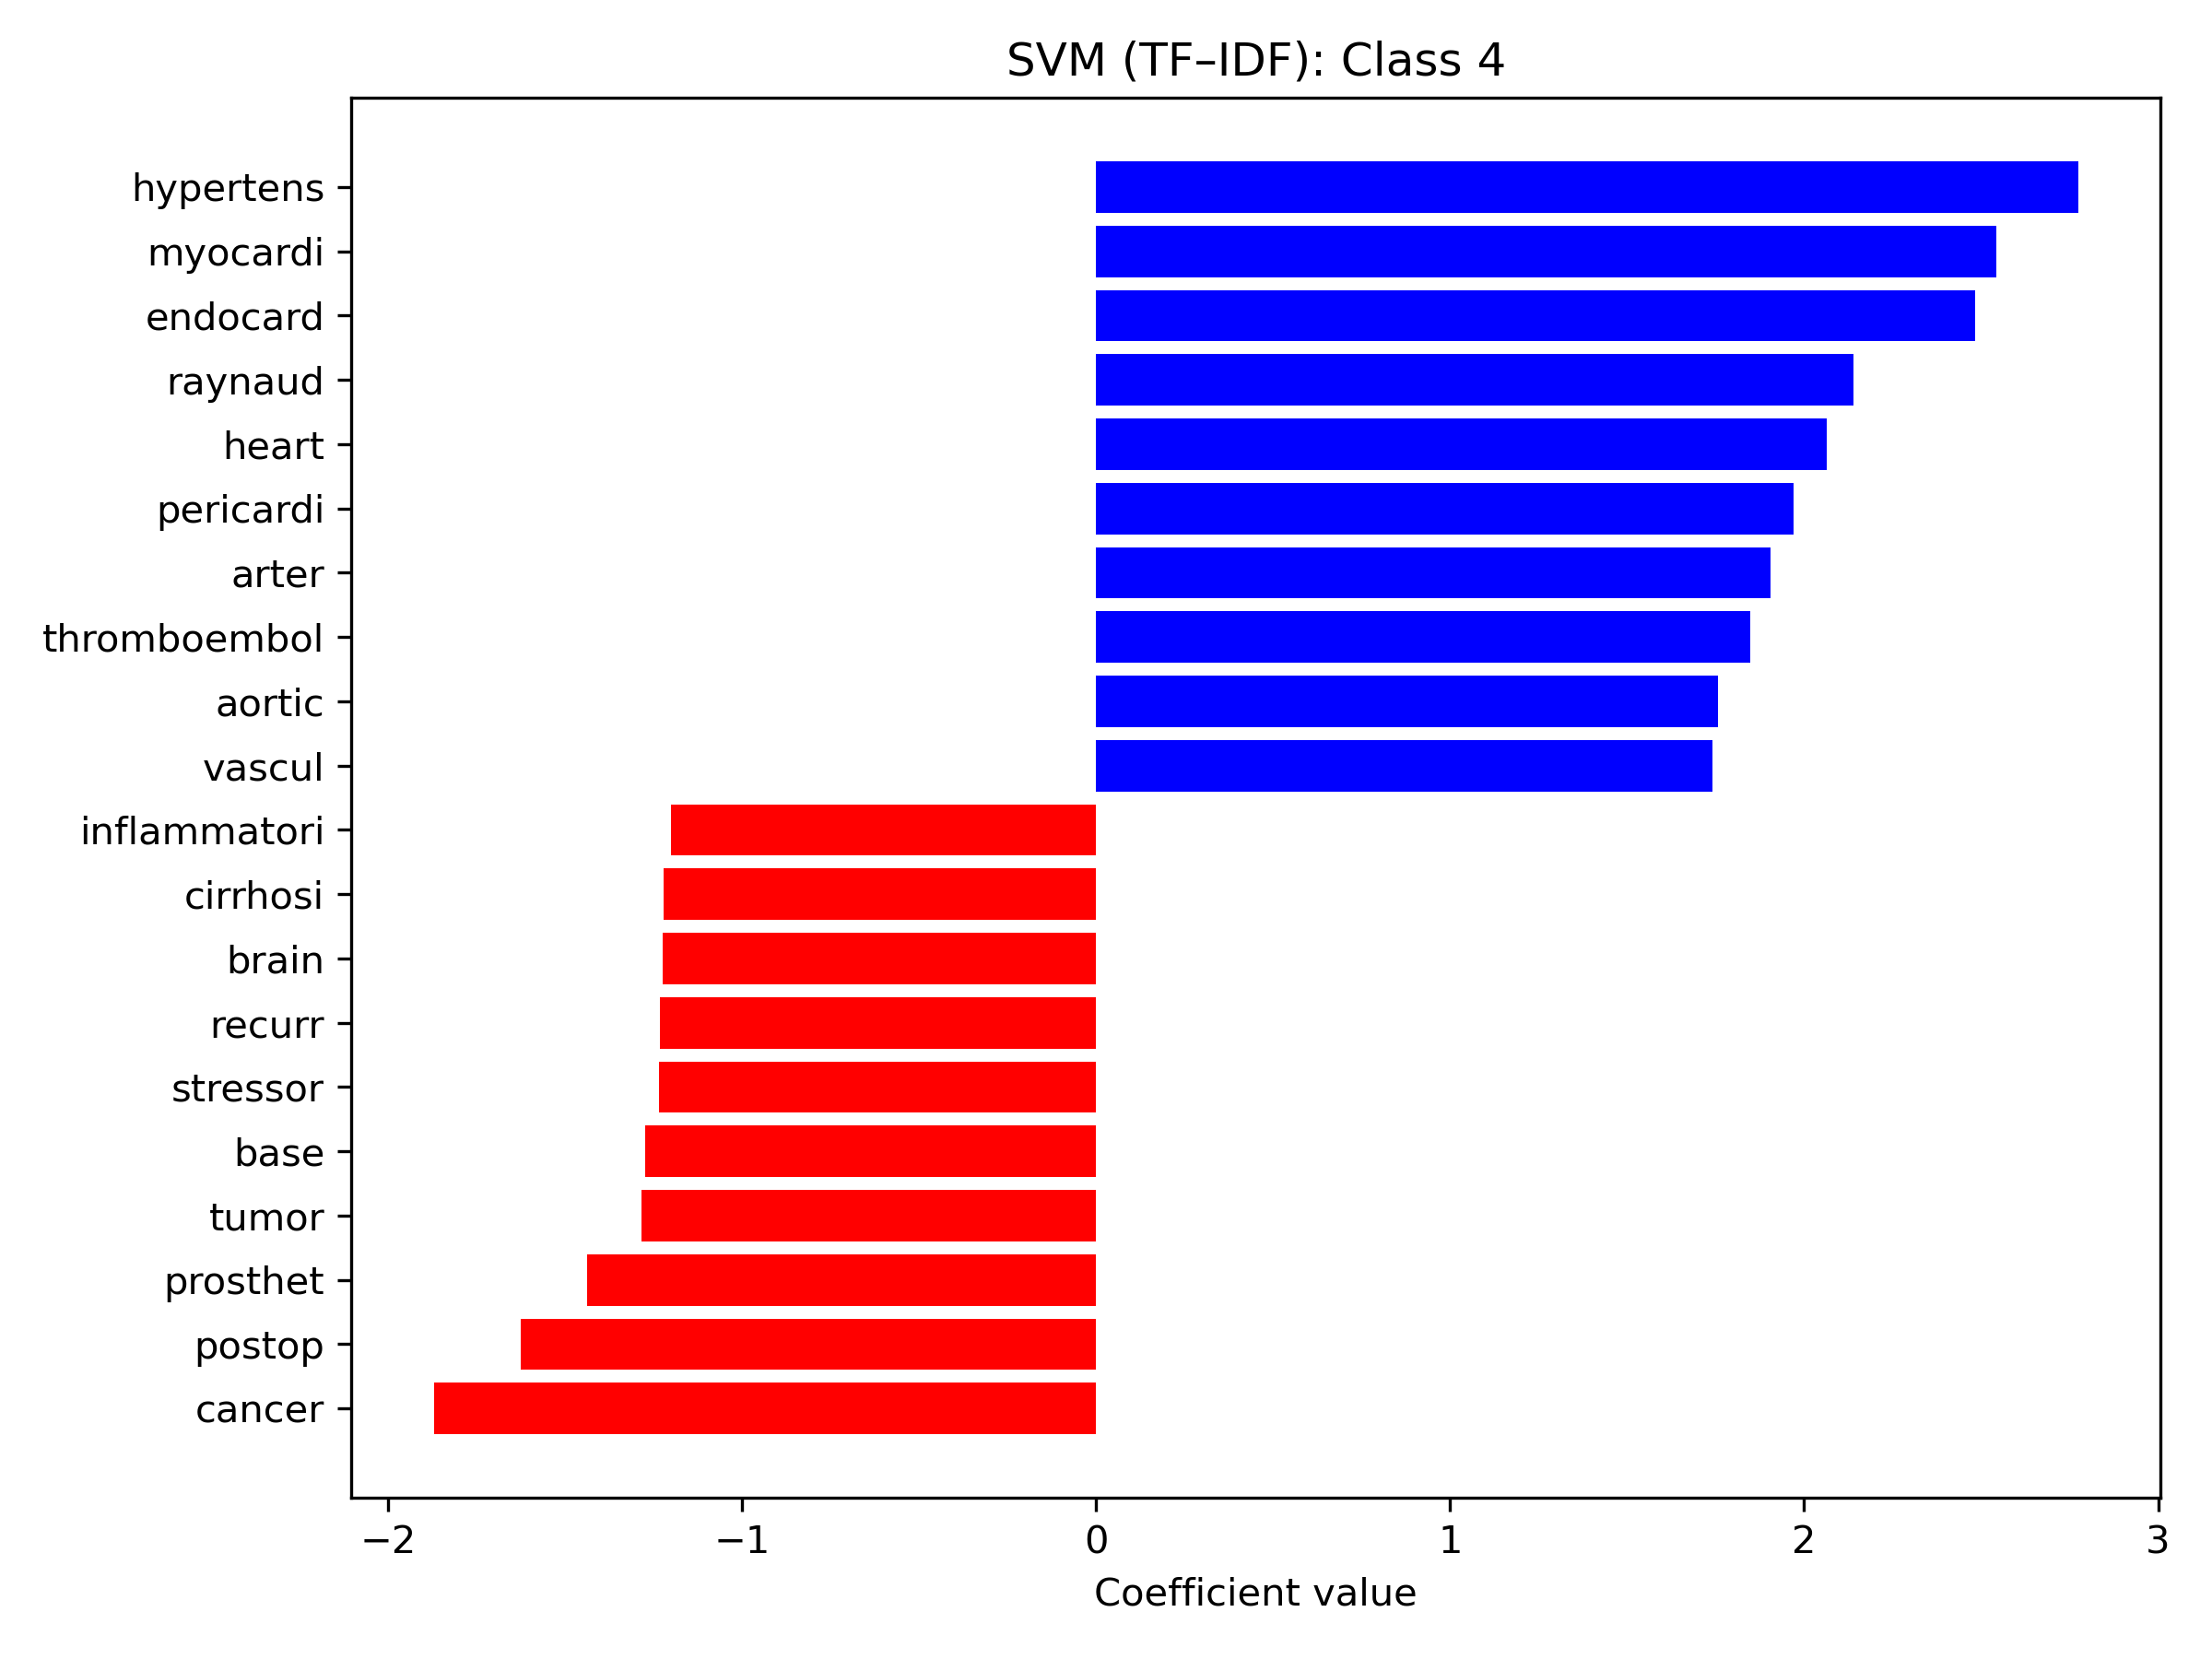 SVM (TF–IDF): Class 4
hypertens
myocardi
endocard
raynaud
heart
pericardi
arter
thromboembol
aortic
vascul
inflammatori
cirrhosi
brain
recurr
stressor
base
tumor
prosthet
postop
cancer
−2 −1 0 1 2 3
Coefficient value